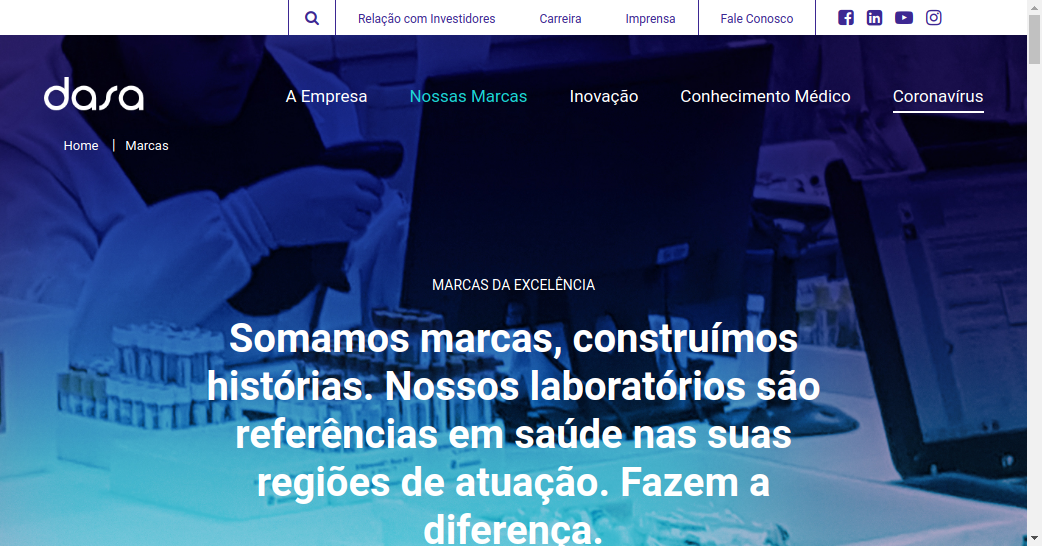 Relação com Investidores Carreira Imprensa Fale Conosco
dasa A Empresa Nossas Marcas Inovação Conhecimento Médico Coronavírus
Home | Marcas
MARCAS DA EXCELÊNCIA
Somamos marcas, construímos
histórias. Nossos laboratórios são
referências em saúde nas suas
regiões de atuação. Fazem a
diferença.